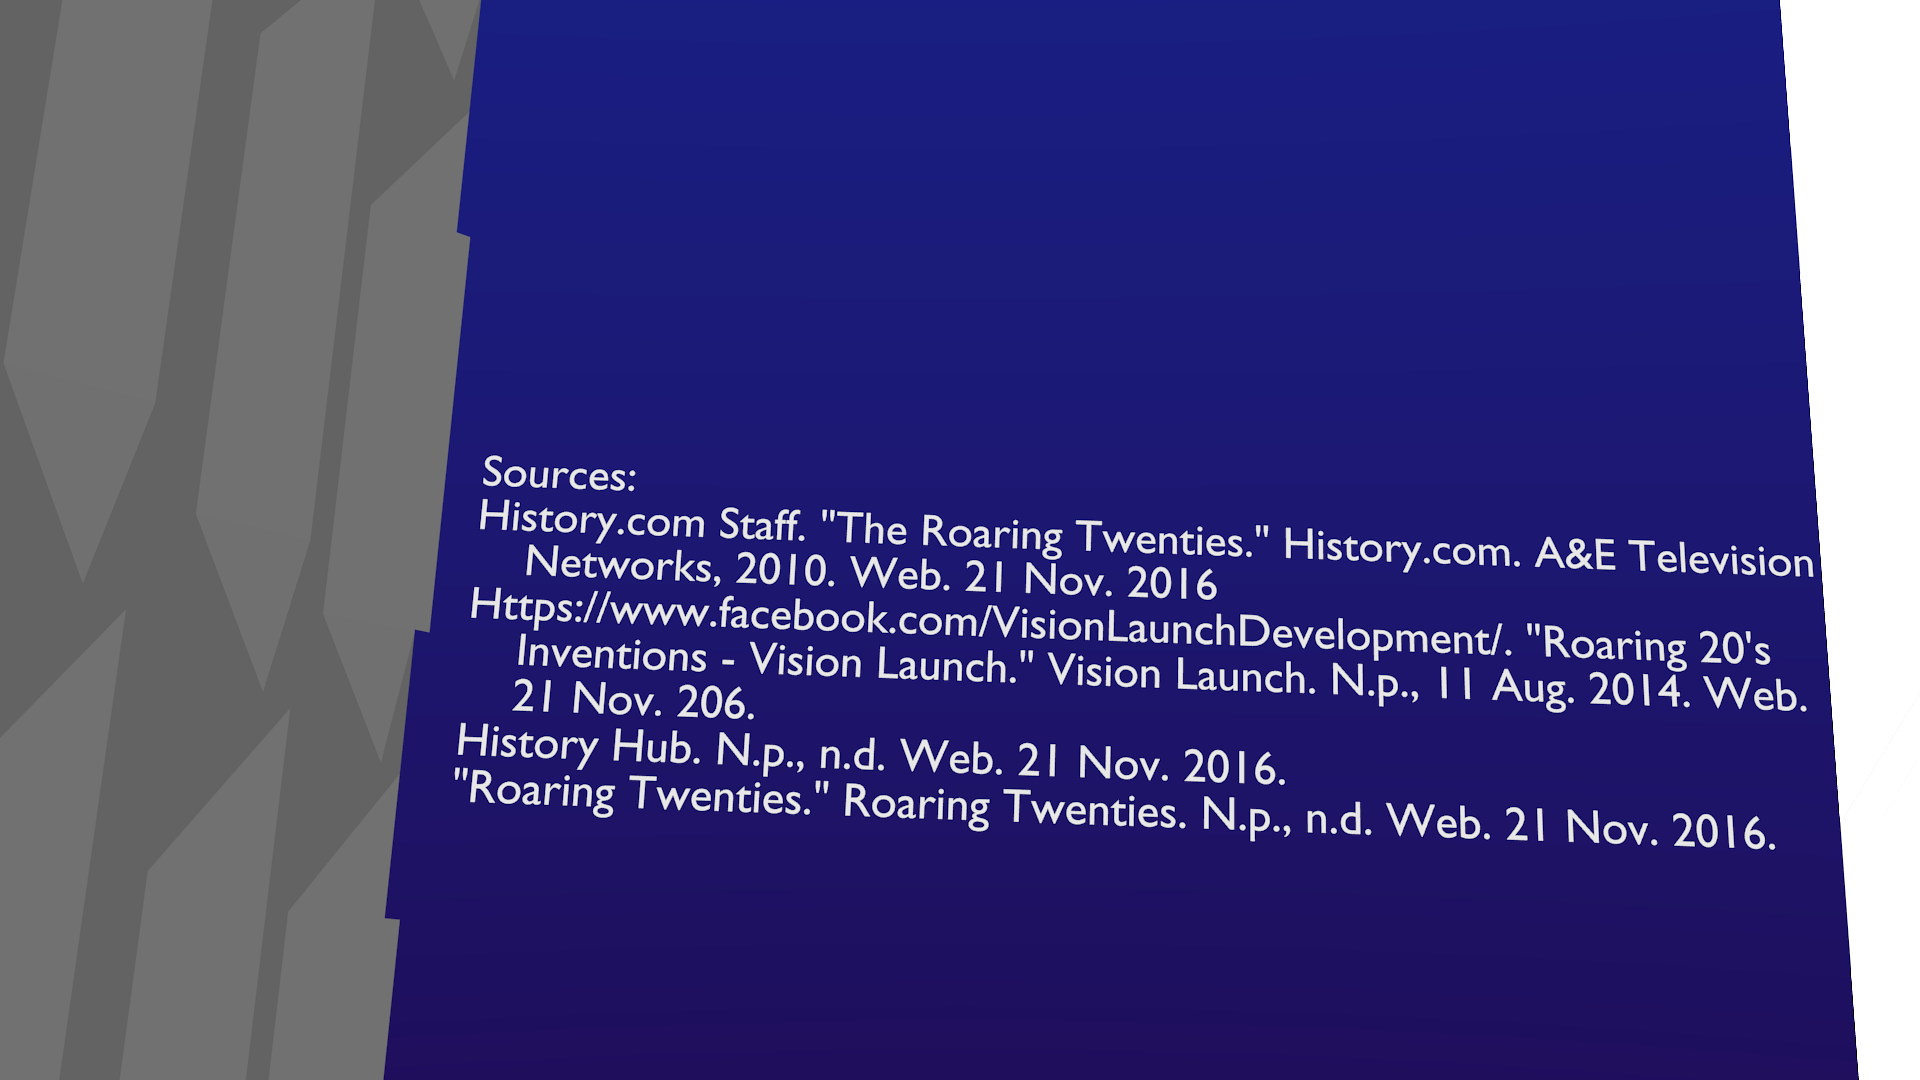 Sources:
History.com Staff. "The Roaring Twenties." History.com. A&E Television
Networks, 2010. Web. 21 Nov. 2016
Https://www.facebook.com/VisionLaunchDevelopment/. "Roaring 20's
Inventions - Vision Launch." Vision Launch. N.p., 11 Aug. 2014. Web.
21 Nov. 206.
History Hub. N.p., n.d. Web. 21 Nov. 2016.
"Roaring Twenties." Roaring Twenties. N.p., n.d. Web. 21 Nov. 2016.